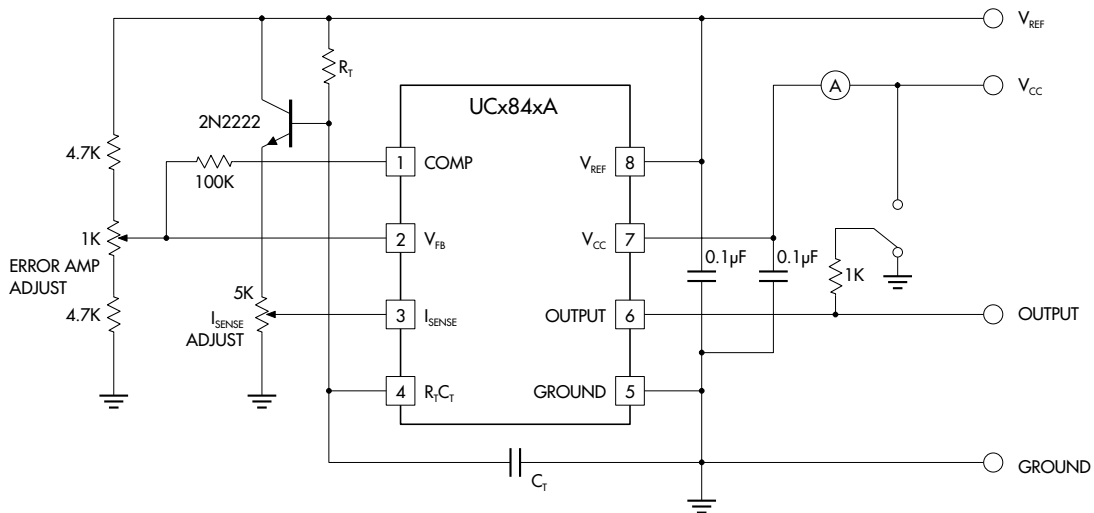 V_REF
R_T
A
V_CC
UCx84xA
2N2222
4.7K
100K
1 COMP
V_REF 8
1K
ERROR AMP
ADJUST
2 V_FB
V_CC 7
0.1µF
0.1µF
1K
4.7K
5K
I_SENSE
ADJUST
3 I_SENSE
OUTPUT 6
OUTPUT
4 R_TC_T
GROUND 5
C_T
GROUND